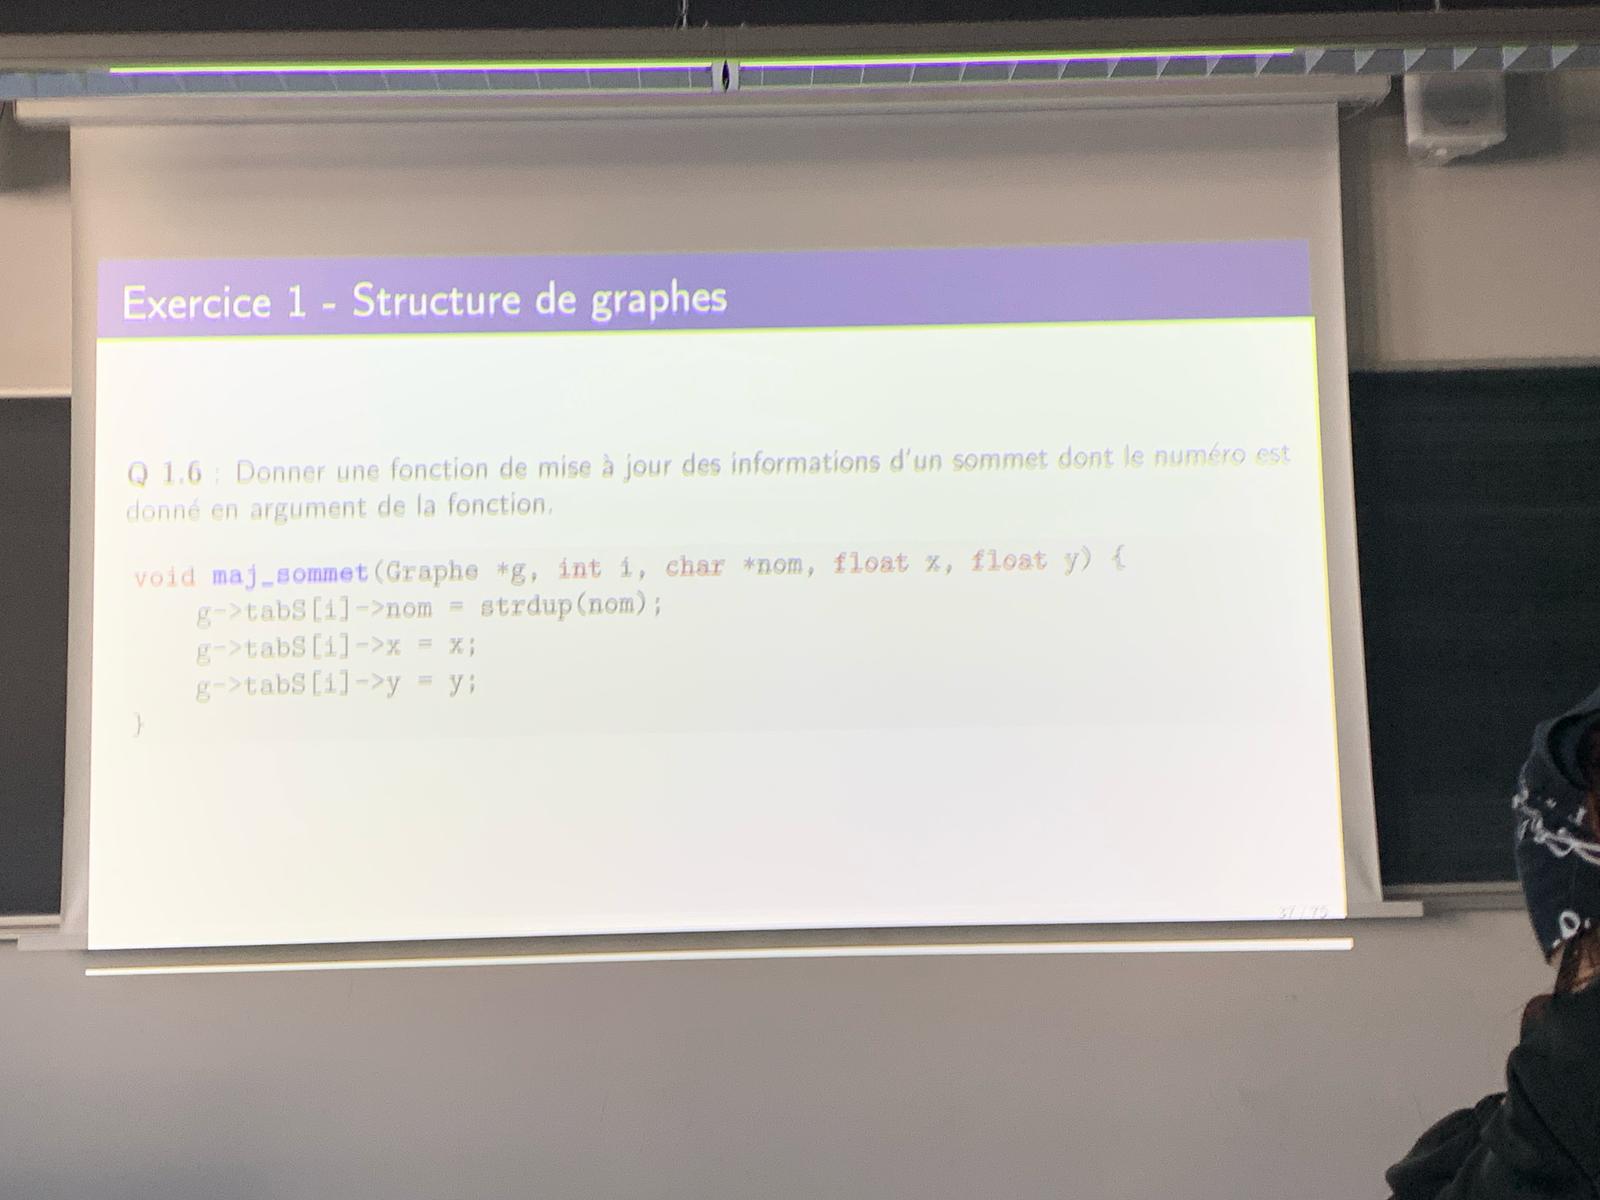 Exercice 1 - Structure de graphes
Q 1.6 : Donner une fonction de mise à jour des informations d'un sommet dont le numéro est
donné en argument de la fonction.
void maj_sommet(Graphe *g, int i, char *nom, float x, float y) {
g->tabS[i]->nom = strdup(nom);
g->tabS[i]->x = x;
g->tabS[i]->y = y;
}
37 / 75